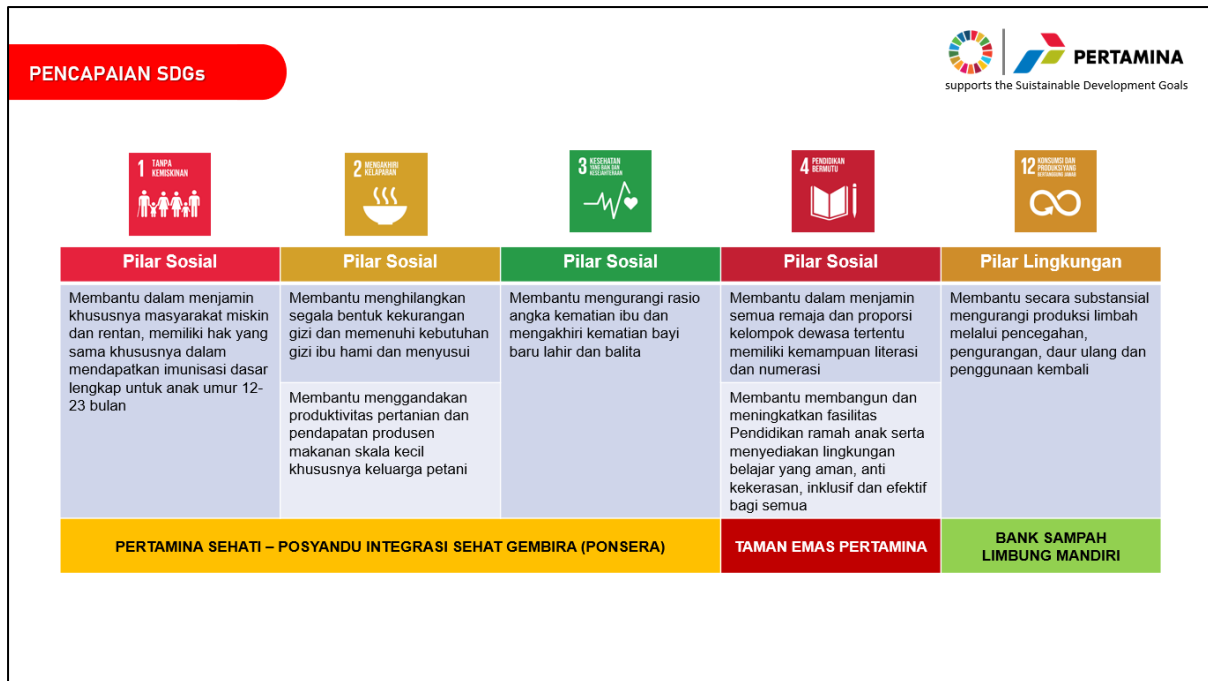 PENCAPAIAN SDGs
PERTAMINA
supports the Suistainable Development Goals
1 TANPA
KEMISKINAN
2 MENGAKHIRI
KELAPARAN
3 KESEHATAN
YANG BAIK DAN
KESEJAHTERAAN
4 PENDIDIKAN
BERMUTU
12 KONSUMSI DAN
PRODUKSI YANG
BERTANGGUNG JAWAB
Pilar Sosial
Pilar Sosial
Pilar Sosial
Pilar Sosial
Pilar Lingkungan
Membantu dalam menjamin
khususnya masyarakat miskin
dan rentan, memiliki hak yang
sama khususnya dalam
mendapatkan imunisasi dasar
lengkap untuk anak umur 12-
23 bulan
Membantu menghilangkan
segala bentuk kekurangan
gizi dan memenuhi kebutuhan
gizi ibu hami dan menyusui
Membantu menggandakan
produktivitas pertanian dan
pendapatan produsen
makanan skala kecil
khususnya keluarga petani
Membantu mengurangi rasio
angka kematian ibu dan
mengakhiri kematian bayi
baru lahir dan balita
Membantu dalam menjamin
semua remaja dan proporsi
kelompok dewasa tertentu
memiliki kemampuan literasi
dan numerasi
Membantu membangun dan
meningkatkan fasilitas
Pendidikan ramah anak serta
menyediakan lingkungan
belajar yang aman, anti
kekerasan, inklusif dan efektif
bagi semua
Membantu secara substansial
mengurangi produksi limbah
melalui pencegahan,
pengurangan, daur ulang dan
penggunaan kembali
PERTAMINA SEHATI – POSYANDU INTEGRASI SEHAT GEMBIRA (PONSERA)
TAMAN EMAS PERTAMINA
BANK SAMPAH
LIMBUNG MANDIRI